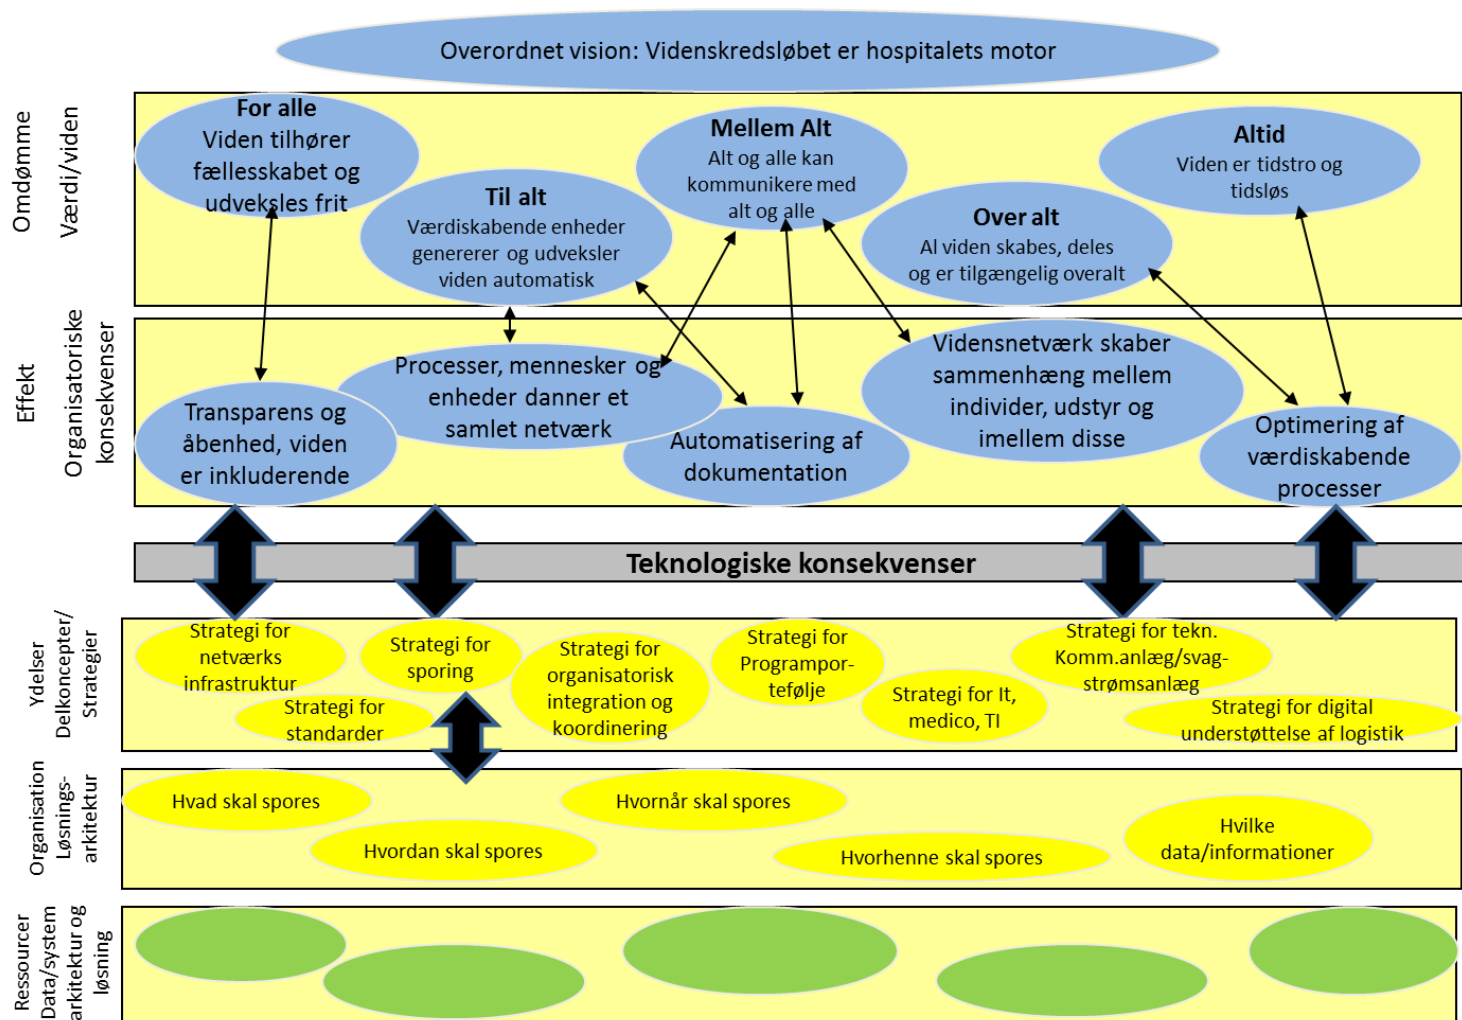 Overordnet vision: Videnskredsløbet er hospitalets motor
Omdømme
Værdi/viden
For alle
Viden tilhører
fællesskabet og
udveksles frit
Til alt
Værdiskabende enheder
genererer og udveksler
viden automatisk
Mellem Alt
Alt og alle kan
kommunikere med
alt og alle
Over alt
Al viden skabes, deles
og er tilgængelig overalt
Altid
Viden er tidstro og
tidsløs
Effekt
Organisatoriske
konsekvenser
Transparens og
åbenhed, viden
er inkluderende
Processer, mennesker og
enheder danner et
samlet netværk
Automatisering af
dokumentation
Vidensnetværk skaber
sammenhæng mellem
individer, udstyr og
imellem disse
Optimering af
værdiskabende
processer
Teknologiske konsekvenser
Ydelser
Delkoncepter/
Strategier
Strategi for
netværks
infrastruktur
Strategi for
standarder
Strategi for
sporing
Strategi for
organisatorisk
integration og
koordinering
Strategi for
Programpor-
tefølje
Strategi for It,
medico, TI
Strategi for tekn.
Komm.anlæg/svag-
strømsanlæg
Strategi for digital
understøttelse af logistik
Organisation
Løsnings-
arkitektur
Hvad skal spores
Hvordan skal spores
Hvornår skal spores
Hvorhenne skal spores
Hvilke
data/informationer
Ressourcer
Data/system
arkitektur og
løsning